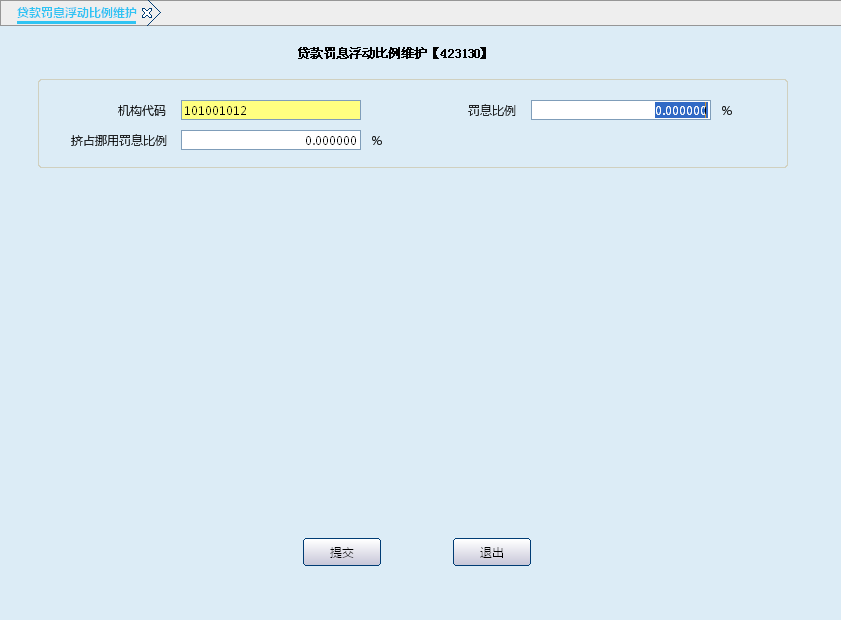 贷款罚息浮动比例维护
贷款罚息浮动比例维护【423130】
机构代码 101001012 罚息比例 0.000000 %
挤占挪用罚息比例 0.000000 %
提交 退出